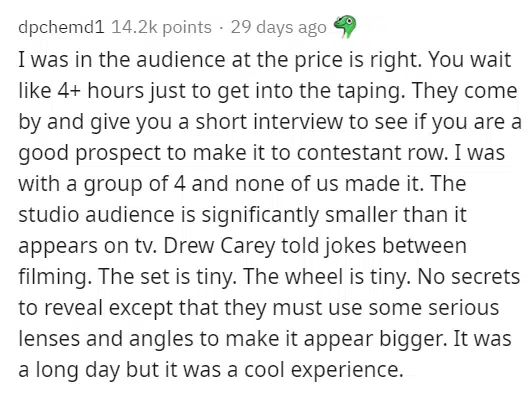 dpchemd1 14.2k points · 29 days ago
I was in the audience at the price is right. You wait
like 4+ hours just to get into the taping. They come
by and give you a short interview to see if you are a
good prospect to make it to contestant row. I was
with a group of 4 and none of us made it. The
studio audience is significantly smaller than it
appears on tv. Drew Carey told jokes between
filming. The set is tiny. The wheel is tiny. No secrets
to reveal except that they must use some serious
lenses and angles to make it appear bigger. It was
a long day but it was a cool experience.